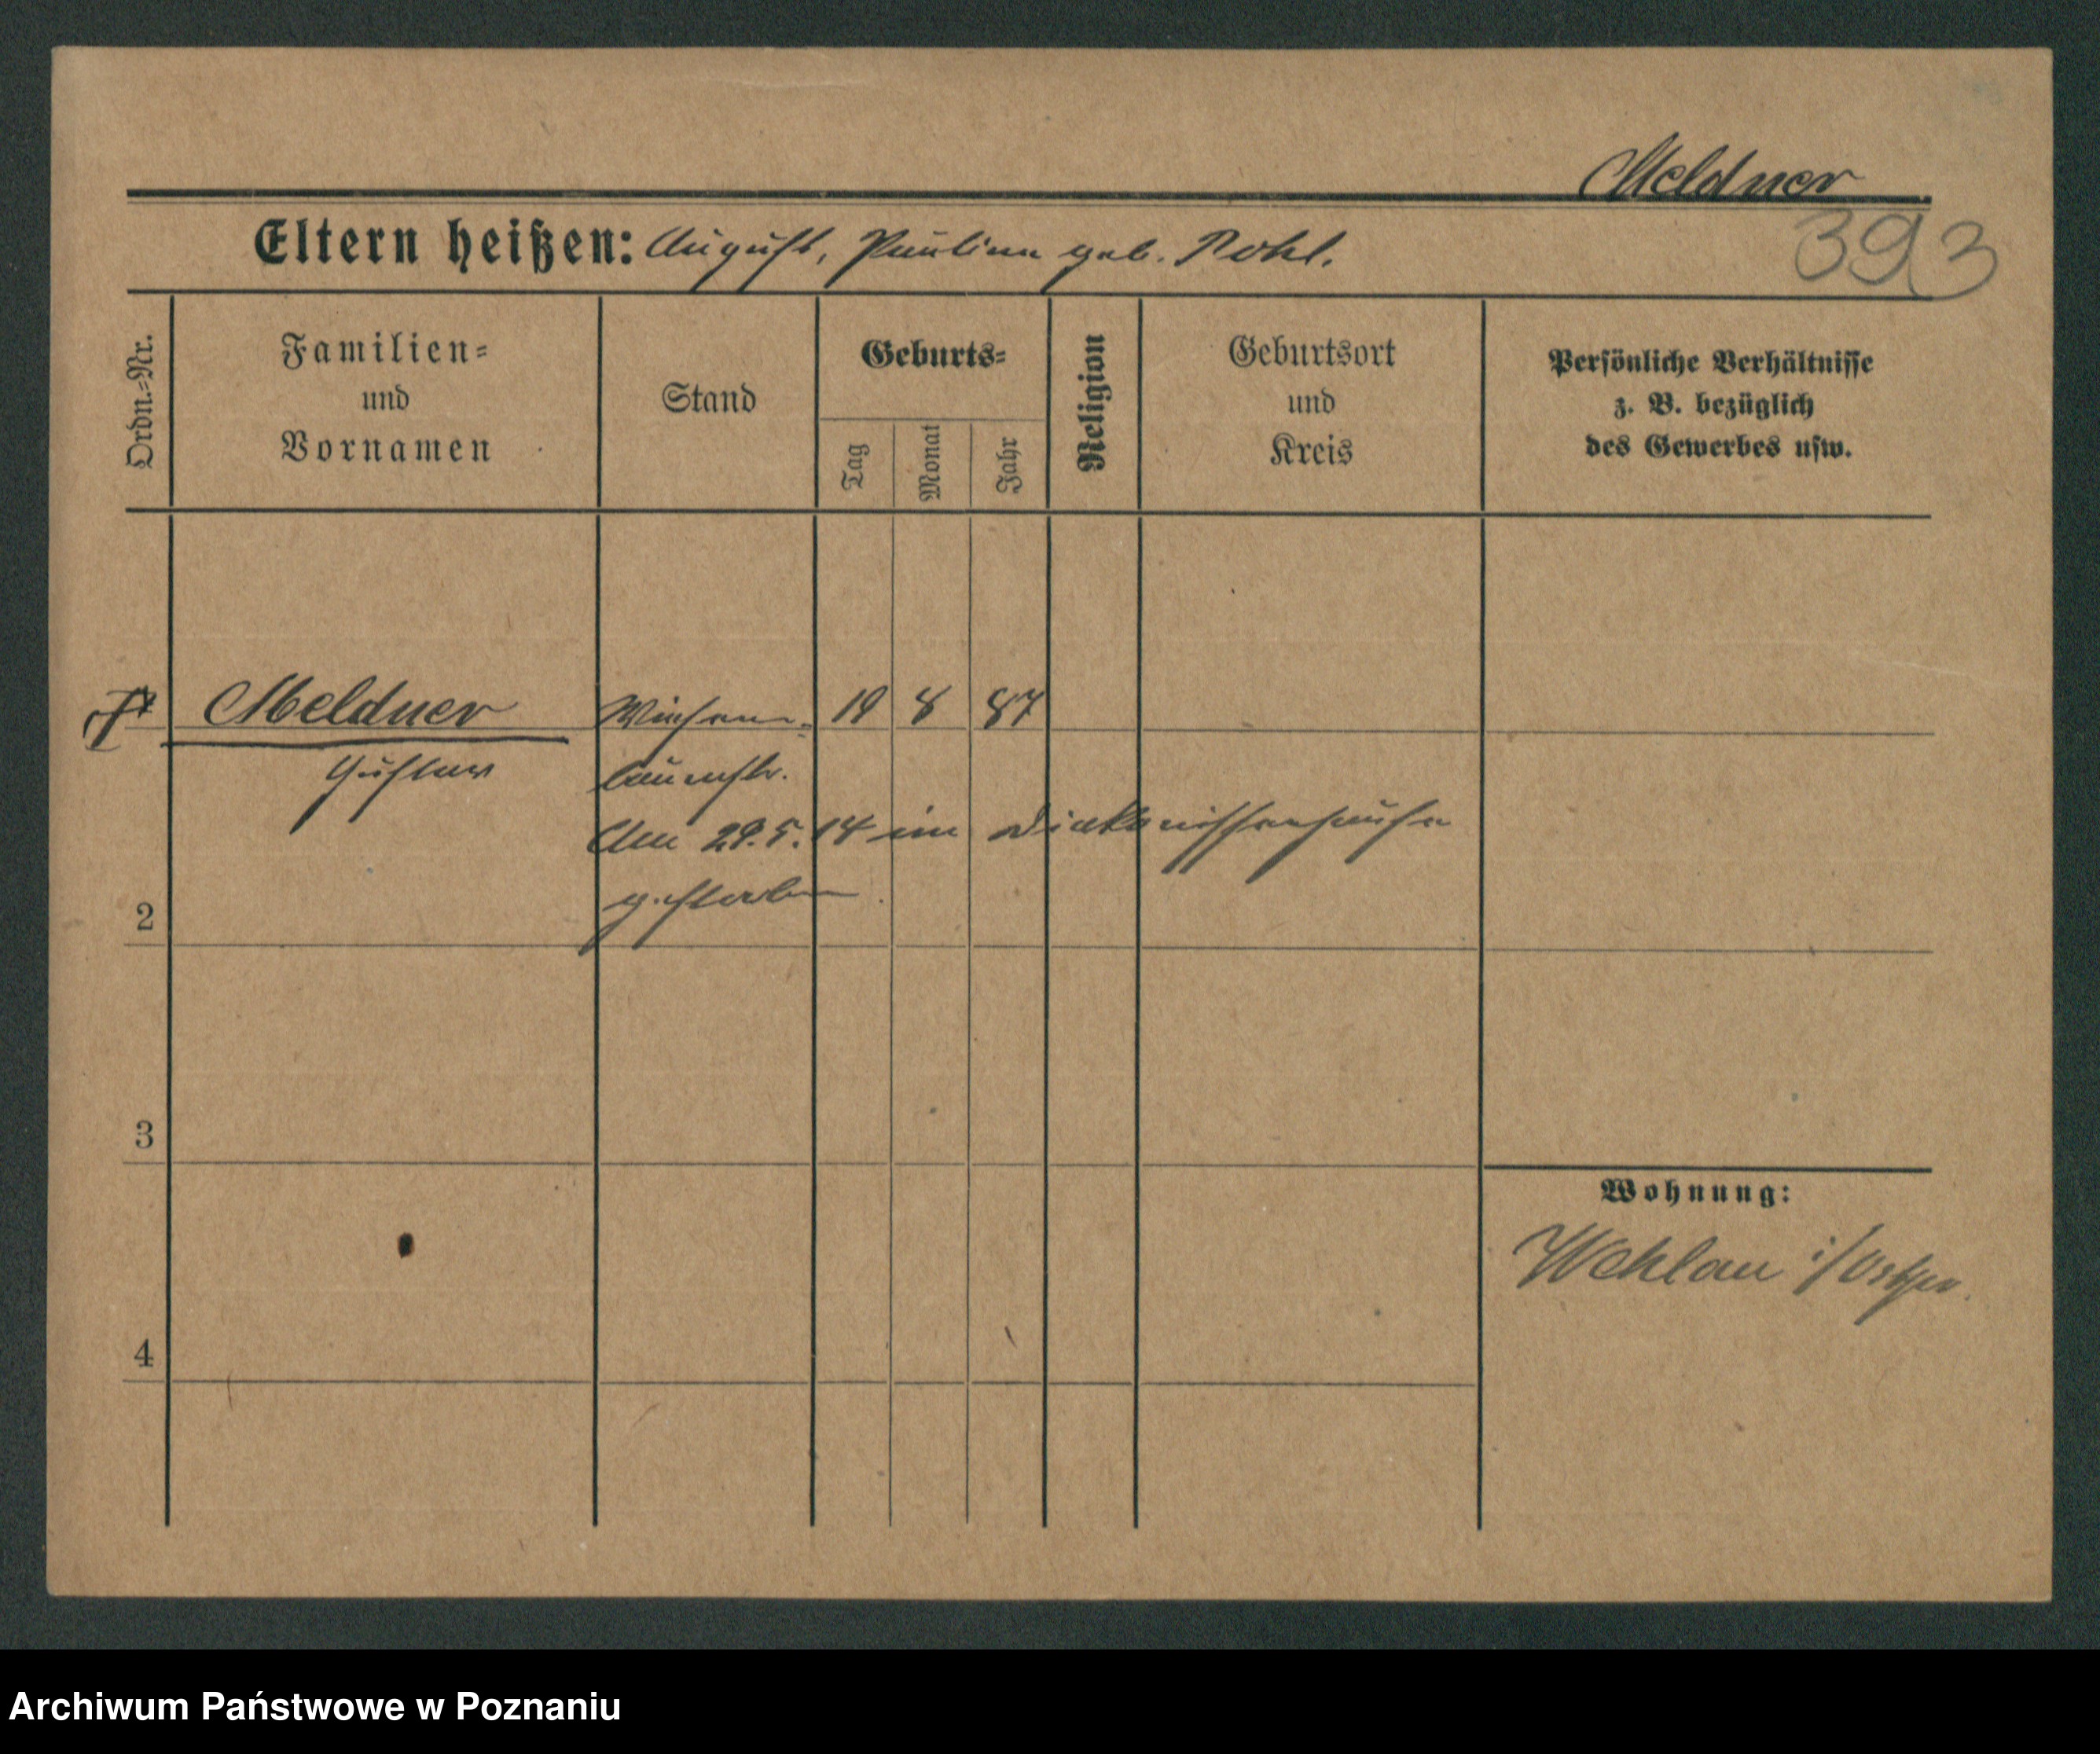 Meldner
393
Eltern heißen: August, Pauline geb. Pohl.
Ordn.-Nr.
Familien-
und
Vornamen
Stand
Geburts-
Tag
Monat
Jahr
Religion
Geburtsort
und
Kreis
Persönliche Verhältnisse
z. B. bezüglich
des Gewerbes usw.
Meldner
19 8 87
Gustav
Am 29.5.14 im Diakonissenhause
gestorben
2
3
Wohnung:
Wehlau i/Ostpr.
4
Archiwum Państwowe w Poznaniu